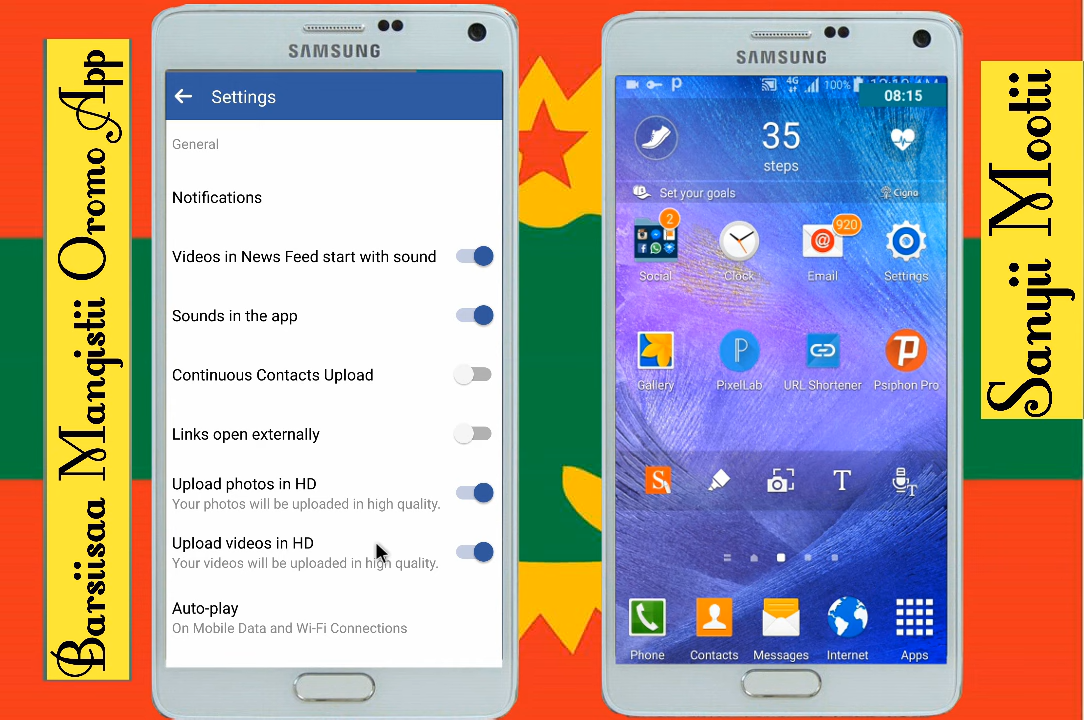 Barsiisaa Mangistii Oromo App
SAMSUNG
Settings
General
Notifications
Videos in News Feed start with sound
Sounds in the app
Continuous Contacts Upload
Links open externally
Upload photos in HD
Your photos will be uploaded in high quality.
Upload videos in HD
Your videos will be uploaded in high quality.
Auto-play
On Mobile Data and Wi-Fi Connections
SAMSUNG
4G 100%
08:15
35
steps
Set your goals
Cigna
2
920
Social Clock Email Settings
Gallery PixelLab URL Shortener Psiphon Pro
Phone Contacts Messages Internet Apps
Sanyii Mootii